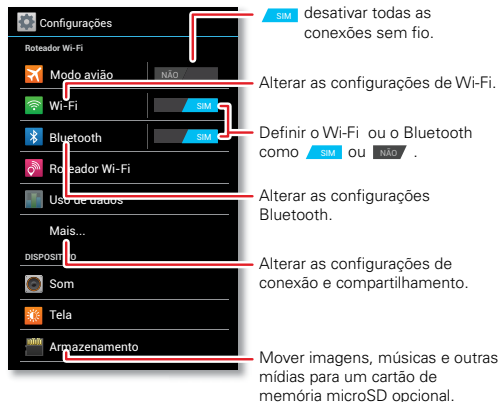 Configurações
Roteador Wi-Fi
Modo avião NÃO
Wi-Fi SIM
Bluetooth SIM
Roteador Wi-Fi
Uso de dados
Mais...
DISPOSITIVO
Som
Tela
Armazenamento
SIM desativar todas as
conexões sem fio.
Alterar as configurações de Wi-Fi.
Definir o Wi-Fi ou o Bluetooth
como SIM ou NÃO .
Alterar as configurações
Bluetooth.
Alterar as configurações de
conexão e compartilhamento.
Mover imagens, músicas e outras
mídias para um cartão de
memória microSD opcional.